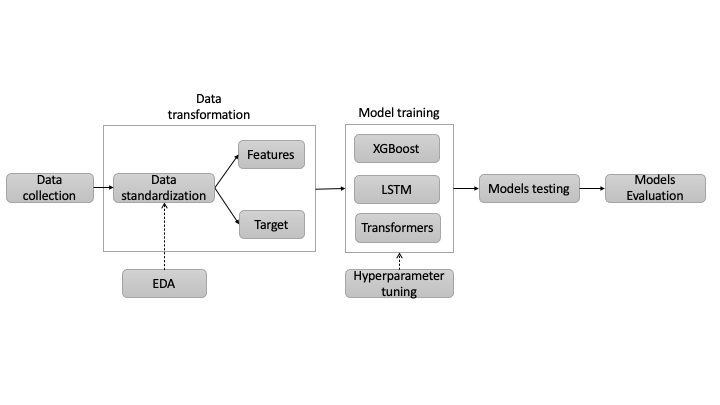 Data
transformation
Model training
Features
XGBoost
Data
collection
Data
standardization
LSTM
Models testing
Models
Evaluation
Target
Transformers
EDA
Hyperparameter
tuning